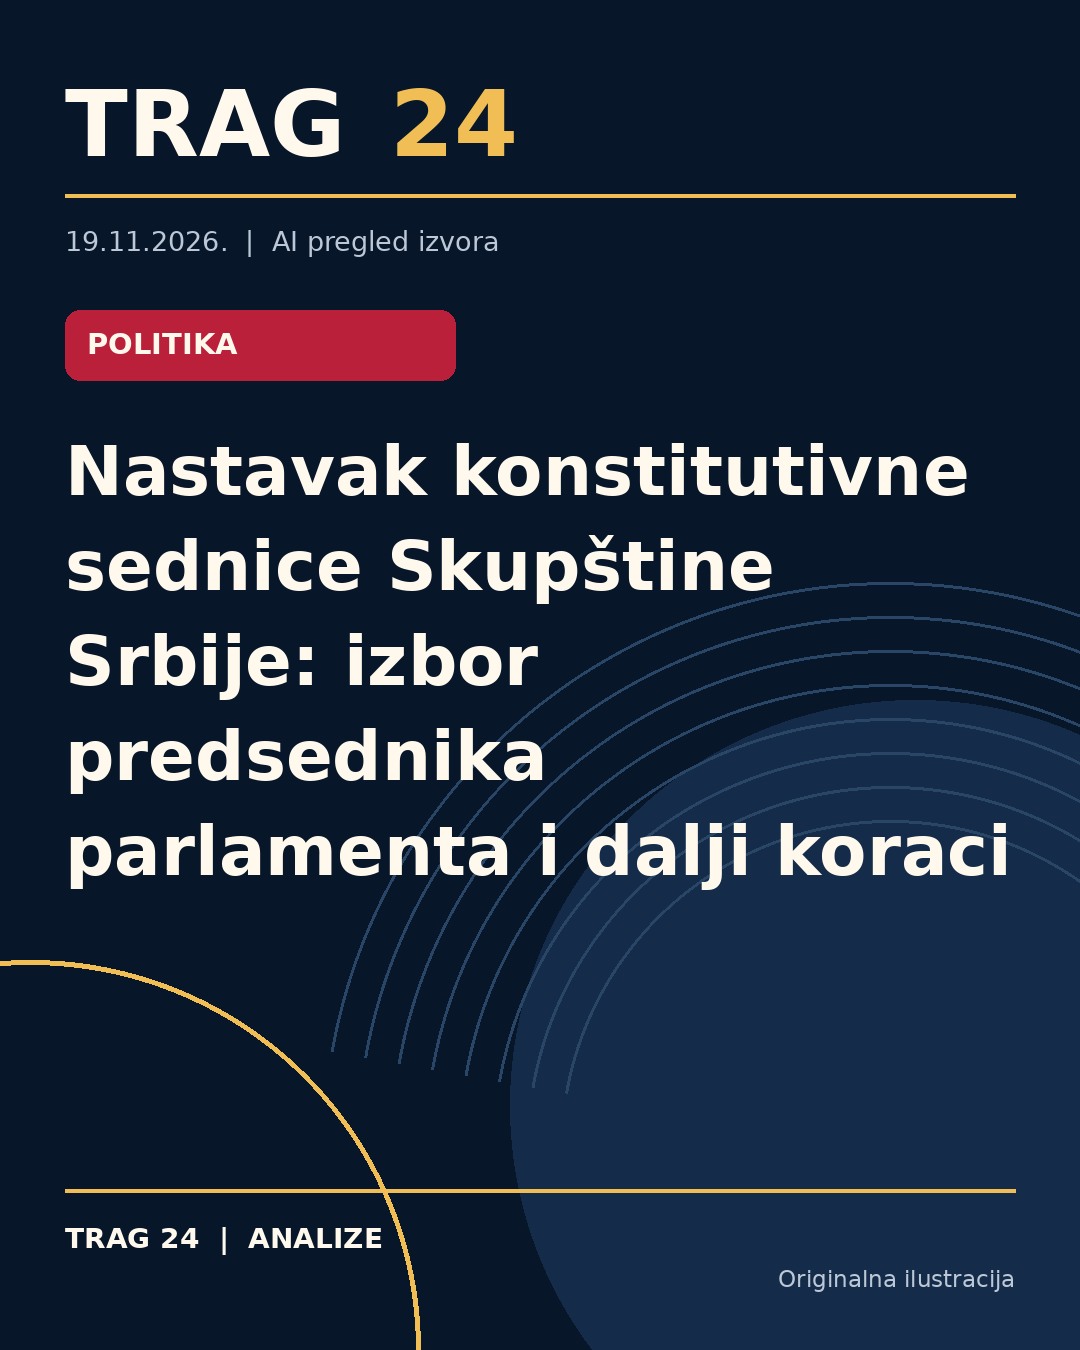 TRAG 24
19.11.2026. | AI pregled izvora
POLITIKA
Nastavak konstitutivne
sednice Skupštine
Srbije: izbor
predsednika
parlamenta i dalji koraci
TRAG 24 | ANALIZE
Originalna ilustracija